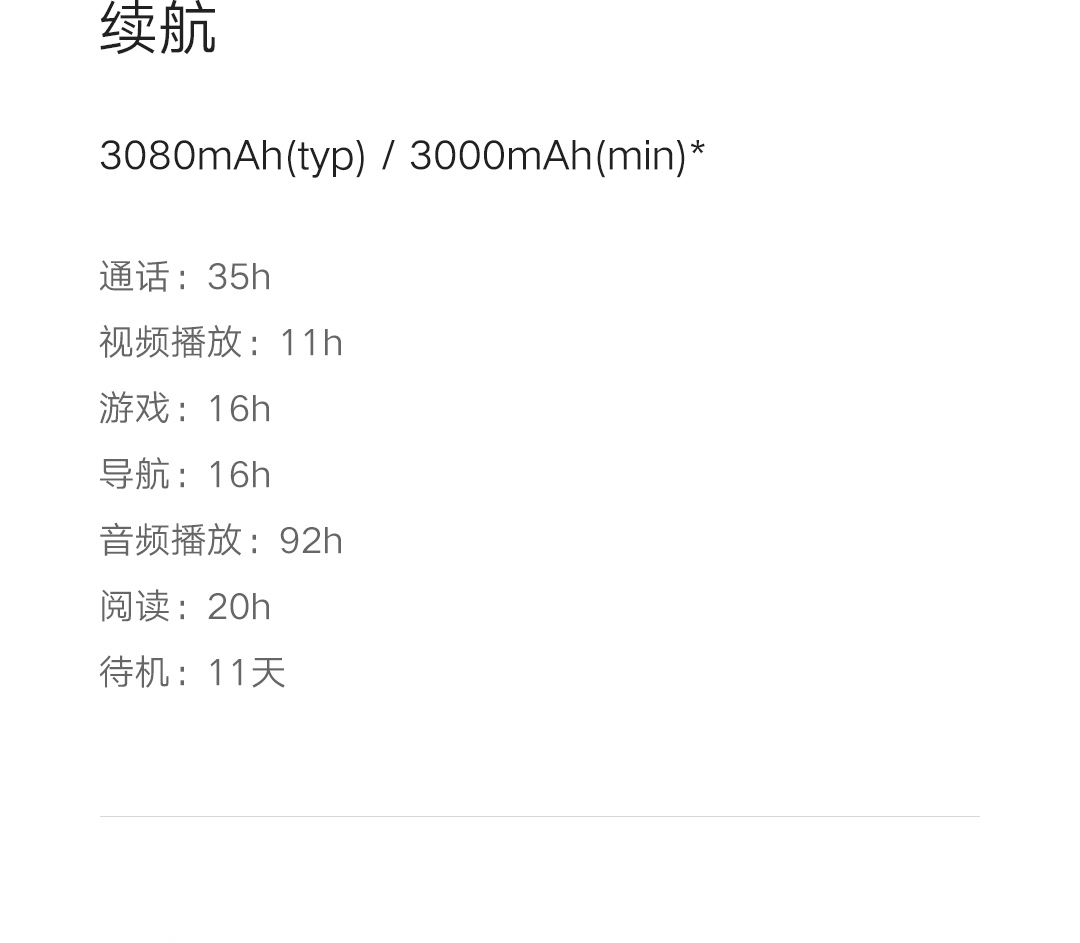 续航
3080mAh(typ) / 3000mAh(min)*
通话：35h
视频播放：11h
游戏：16h
导航：16h
音频播放：92h
阅读：20h
待机：11天